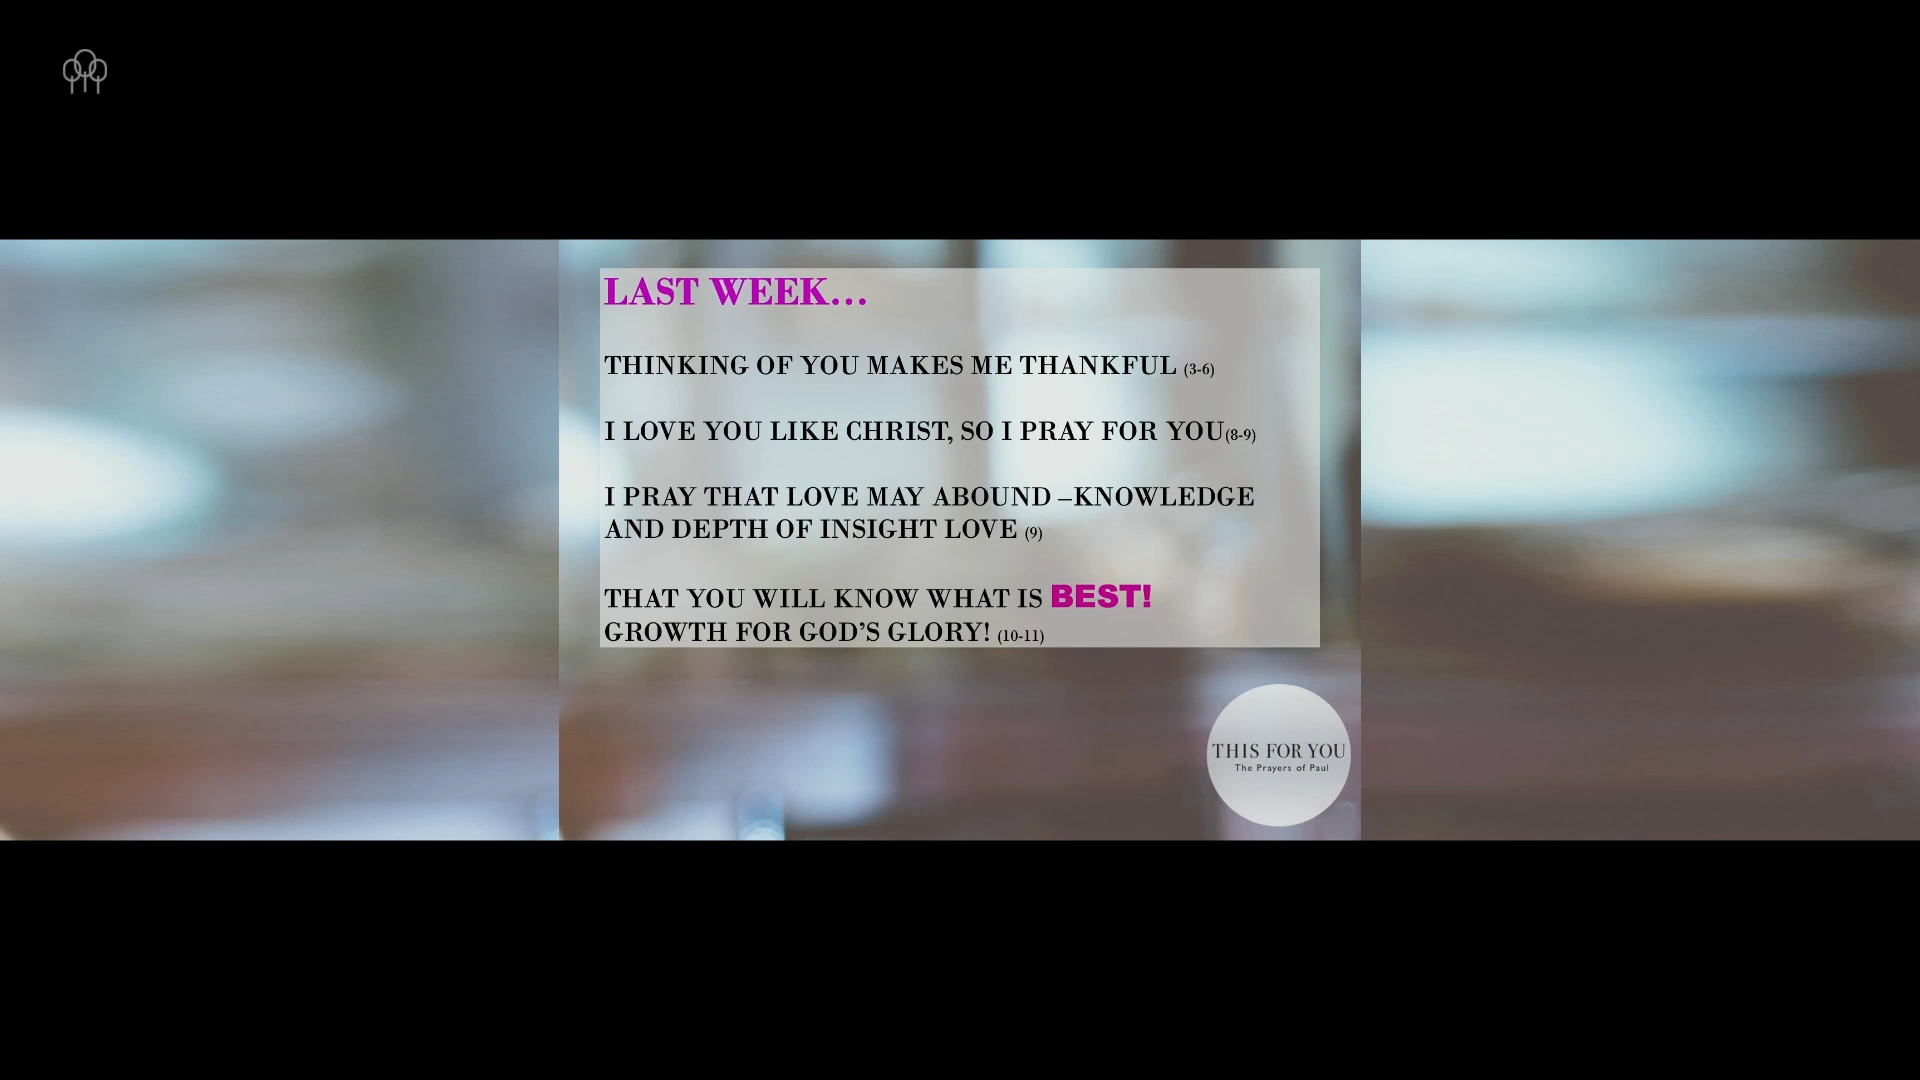 LAST WEEK...
THINKING OF YOU MAKES ME THANKFUL (3-6)
I LOVE YOU LIKE CHRIST, SO I PRAY FOR YOU(8-9)
I PRAY THAT LOVE MAY ABOUND –KNOWLEDGE
AND DEPTH OF INSIGHT LOVE (9)
THAT YOU WILL KNOW WHAT IS BEST!
GROWTH FOR GOD’S GLORY! (10-11)
THIS FOR YOU
The Prayers of Paul